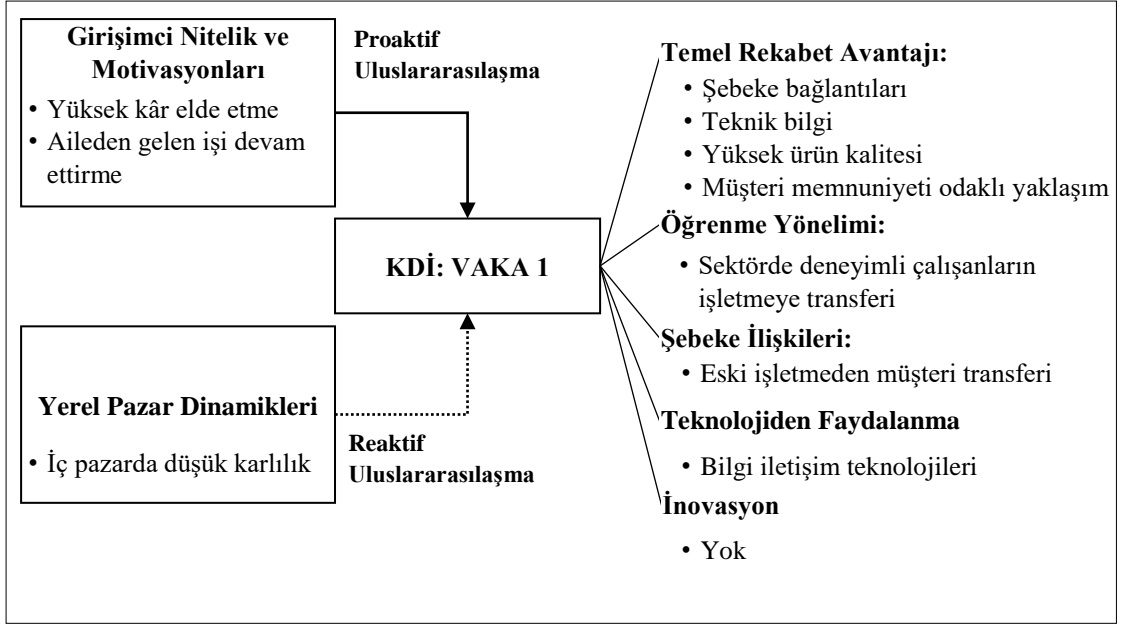 Girişimci Nitelik ve
Motivasyonları
• Yüksek kâr elde etme
• Aileden gelen işi devam
ettirme
Proaktif
Uluslararasılaşma
KDİ: VAKA 1
Yerel Pazar Dinamikleri
• İç pazarda düşük karlılık
Reaktif
Uluslararasılaşma
Temel Rekabet Avantajı:
• Şebeke bağlantıları
• Teknik bilgi
• Yüksek ürün kalitesi
• Müşteri memnuniyeti odaklı yaklaşım
Öğrenme Yönelimi:
• Sektörde deneyimli çalışanların
işletmeye transferi
Şebeke İlişkileri:
• Eski işletmeden müşteri transferi
Teknolojiden Faydalanma
• Bilgi iletişim teknolojileri
İnovasyon
• Yok